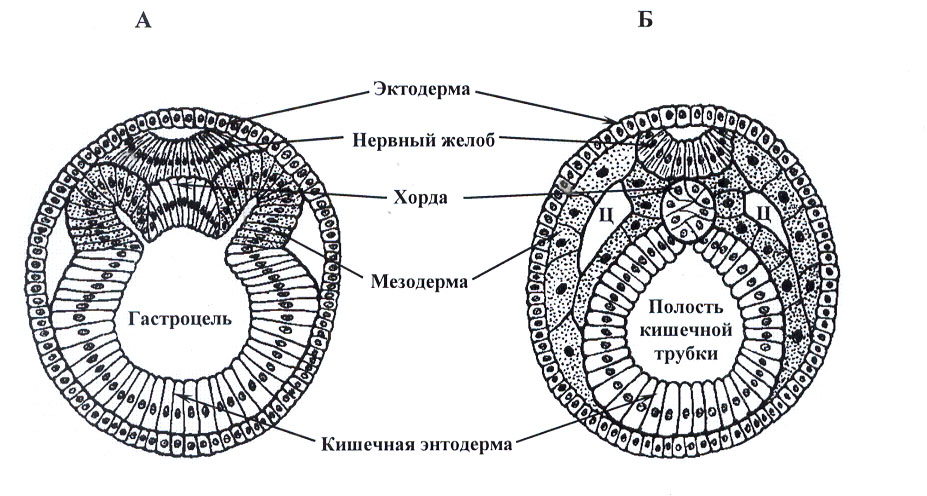 А
Б
Эктодерма
Нервный желоб
Хорда
Ц
Ц
Мезодерма
Гастроцель
Полость
кишечной
трубки
Кишечная энтодерма